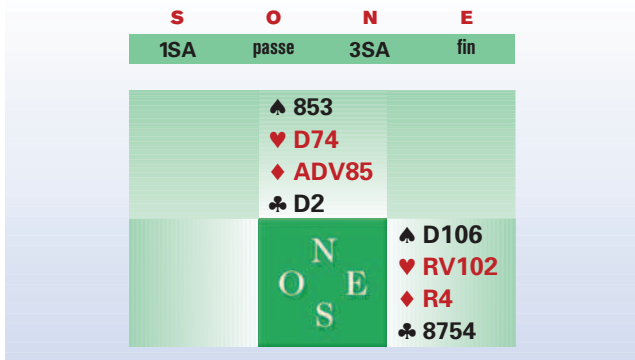 S O N E
1SA passe 3SA fin
♠ 853
♥ D74
♦ ADV85
♣ D2
♠ D106
♥ RV102
♦ R4
♣ 8754
N
O E
S